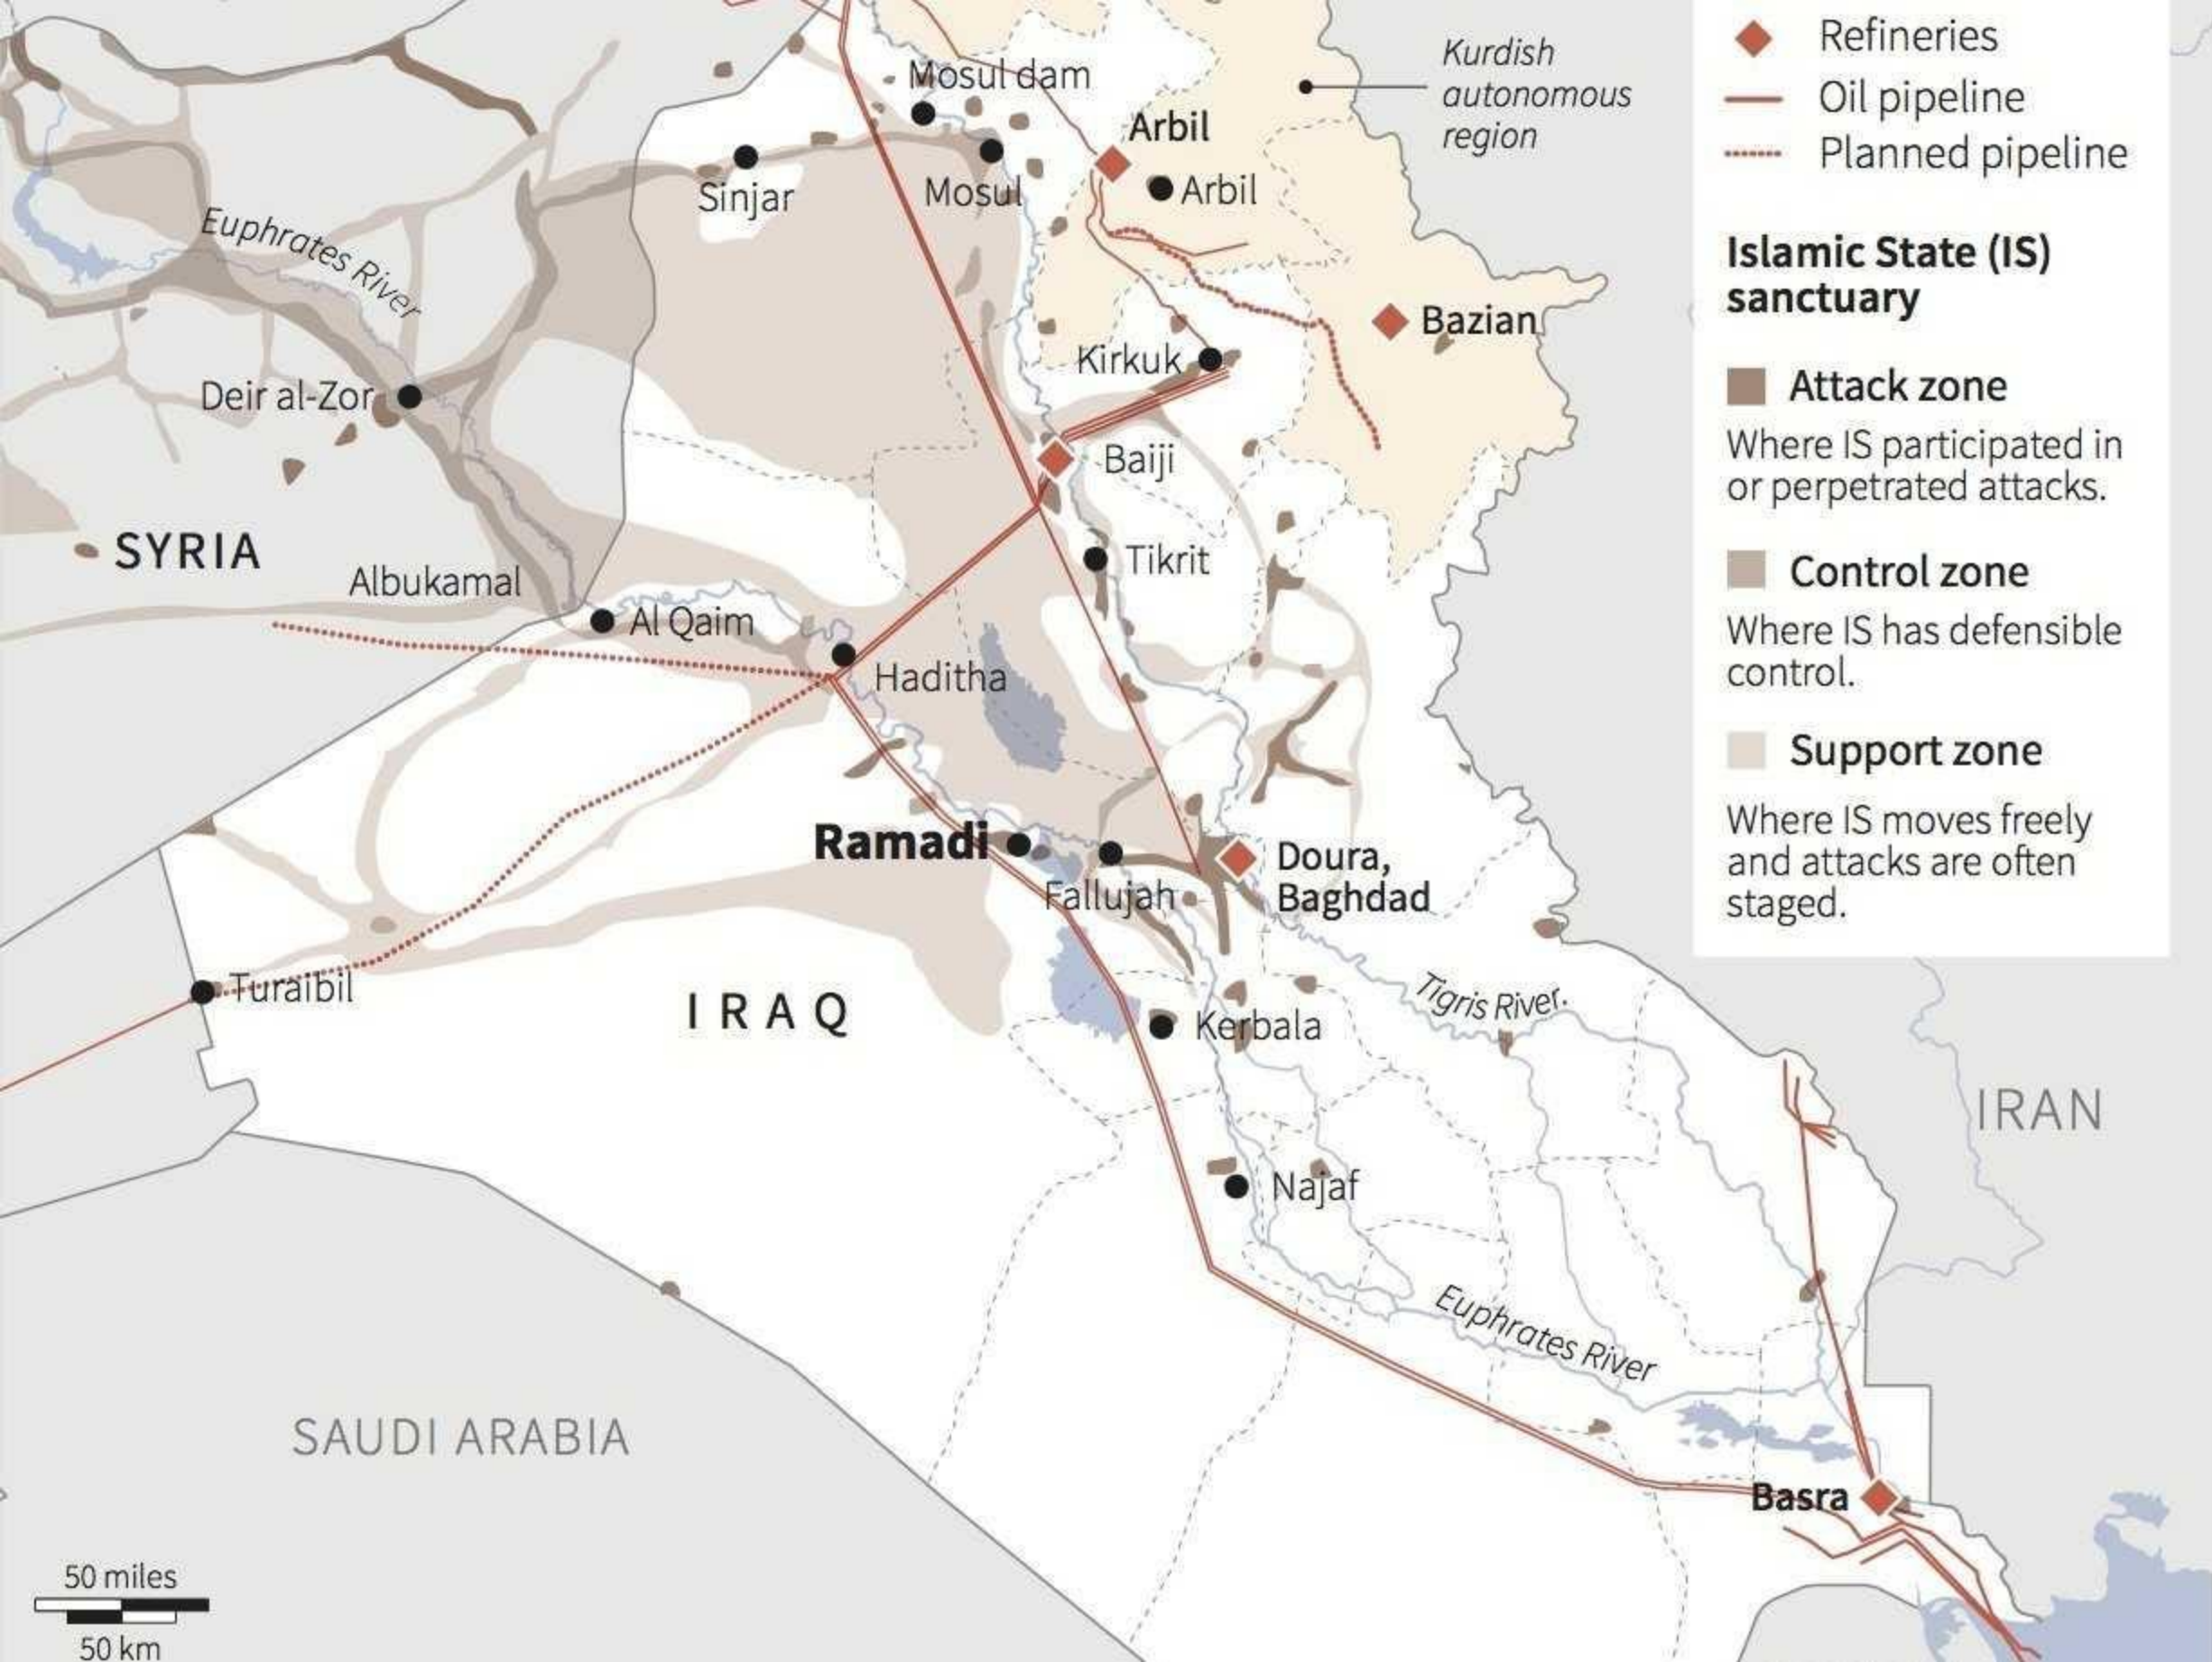 Mosul dam
Kurdish
autonomous
region
Arbil
Sinjar
Mosul
Arbil
Euphrates River
Bazian
Kirkuk
Deir al-Zor
Baiji
SYRIA
Tikrit
Albukamal
Al Qaim
Haditha
Ramadi
Fallujah
Doura,
Baghdad
Turaibil
IRAQ
Tigris River.
Kerbala
IRAN
Najaf
Euphrates River
SAUDI ARABIA
Basra
50 miles
50 km
Refineries
Oil pipeline
Planned pipeline
Islamic State (IS)
sanctuary
Attack zone
Where IS participated in
or perpetrated attacks.
Control zone
Where IS has defensible
control.
Support zone
Where IS moves freely
and attacks are often
staged.